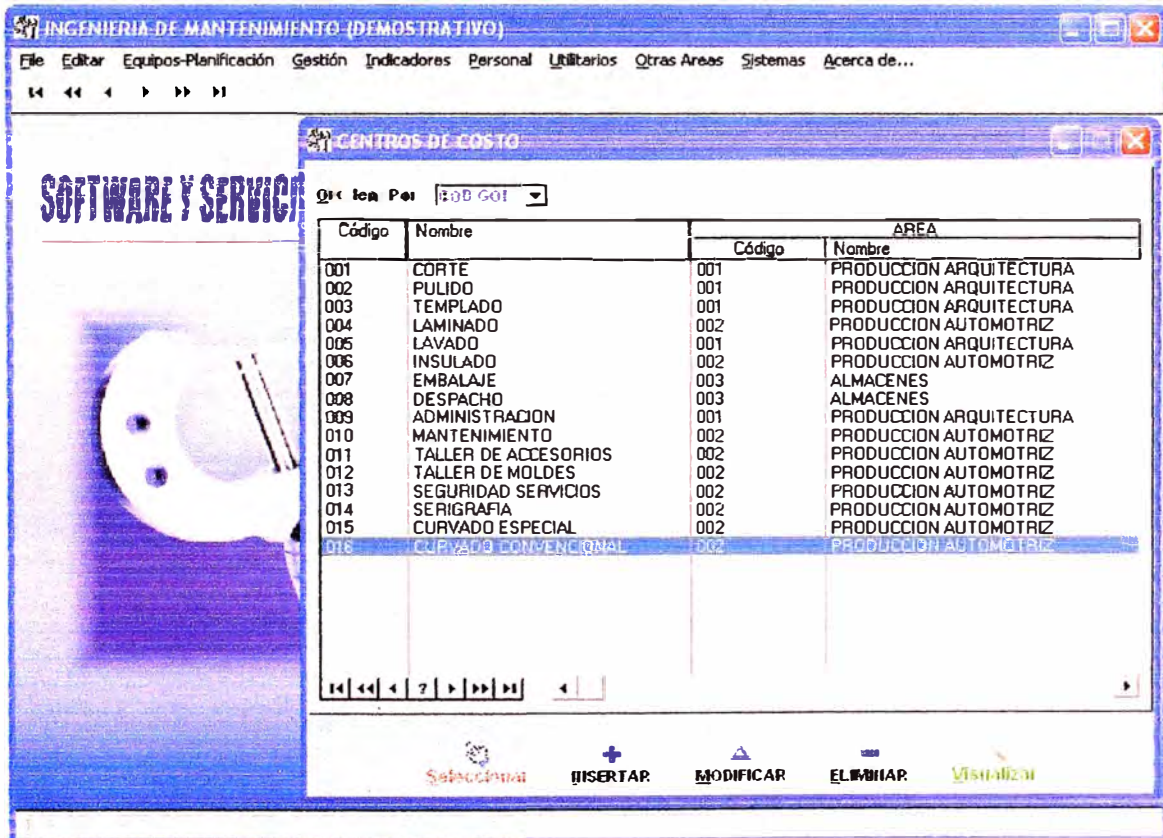 INGENIERIA DE MANTENIMIENTO (DEMOSTRATIVO)
File Editar Equipos-Planificación Gestión Indicadores Personal Utilitarios Otras Areas Sistemas Acerca de...
CENTROS DE COSTO
SOFTWARE Y SERVIC
Por
AREA
Código Nombre Código Nombre
001 CORTE 001 PRODUCCION ARQUITECTURA
002 PULIDO 001 PRODUCCION ARQUITECTURA
003 TEMPLADO 001 PRODUCCION ARQUITECTURA
004 LAMINADO 002 PRODUCCION AUTOMOTRIZ
005 LAVADO 001 PRODUCCION ARQUITECTURA
006 INSULADO 002 PRODUCCION AUTOMOTRIZ
007 EMBALAJE 003 ALMACENES
008 DESPACHO 003 ALMACENES
009 ADMINISTRACION 001 PRODUCCION ARQUITECTURA
010 MANTENIMIENTO 002 PRODUCCION AUTOMOTRIZ
011 TALLER DE ACCESORIOS 002 PRODUCCION AUTOMOTRIZ
012 TALLER DE MOLDES 002 PRODUCCION AUTOMOTRIZ
013 SEGURIDAD SERVICIOS 002 PRODUCCION AUTOMOTRIZ
014 SERIGRAFIA 002 PRODUCCION AUTOMOTRIZ
015 CURVADO ESPECIAL 002 PRODUCCION AUTOMOTRIZ
016 CURVADO CONVENCIONAL 002 PRODUCCION AUTOMOTRIZ
?
Seleccionar INSERTAR MODIFICAR ELIMINAR Visualizar